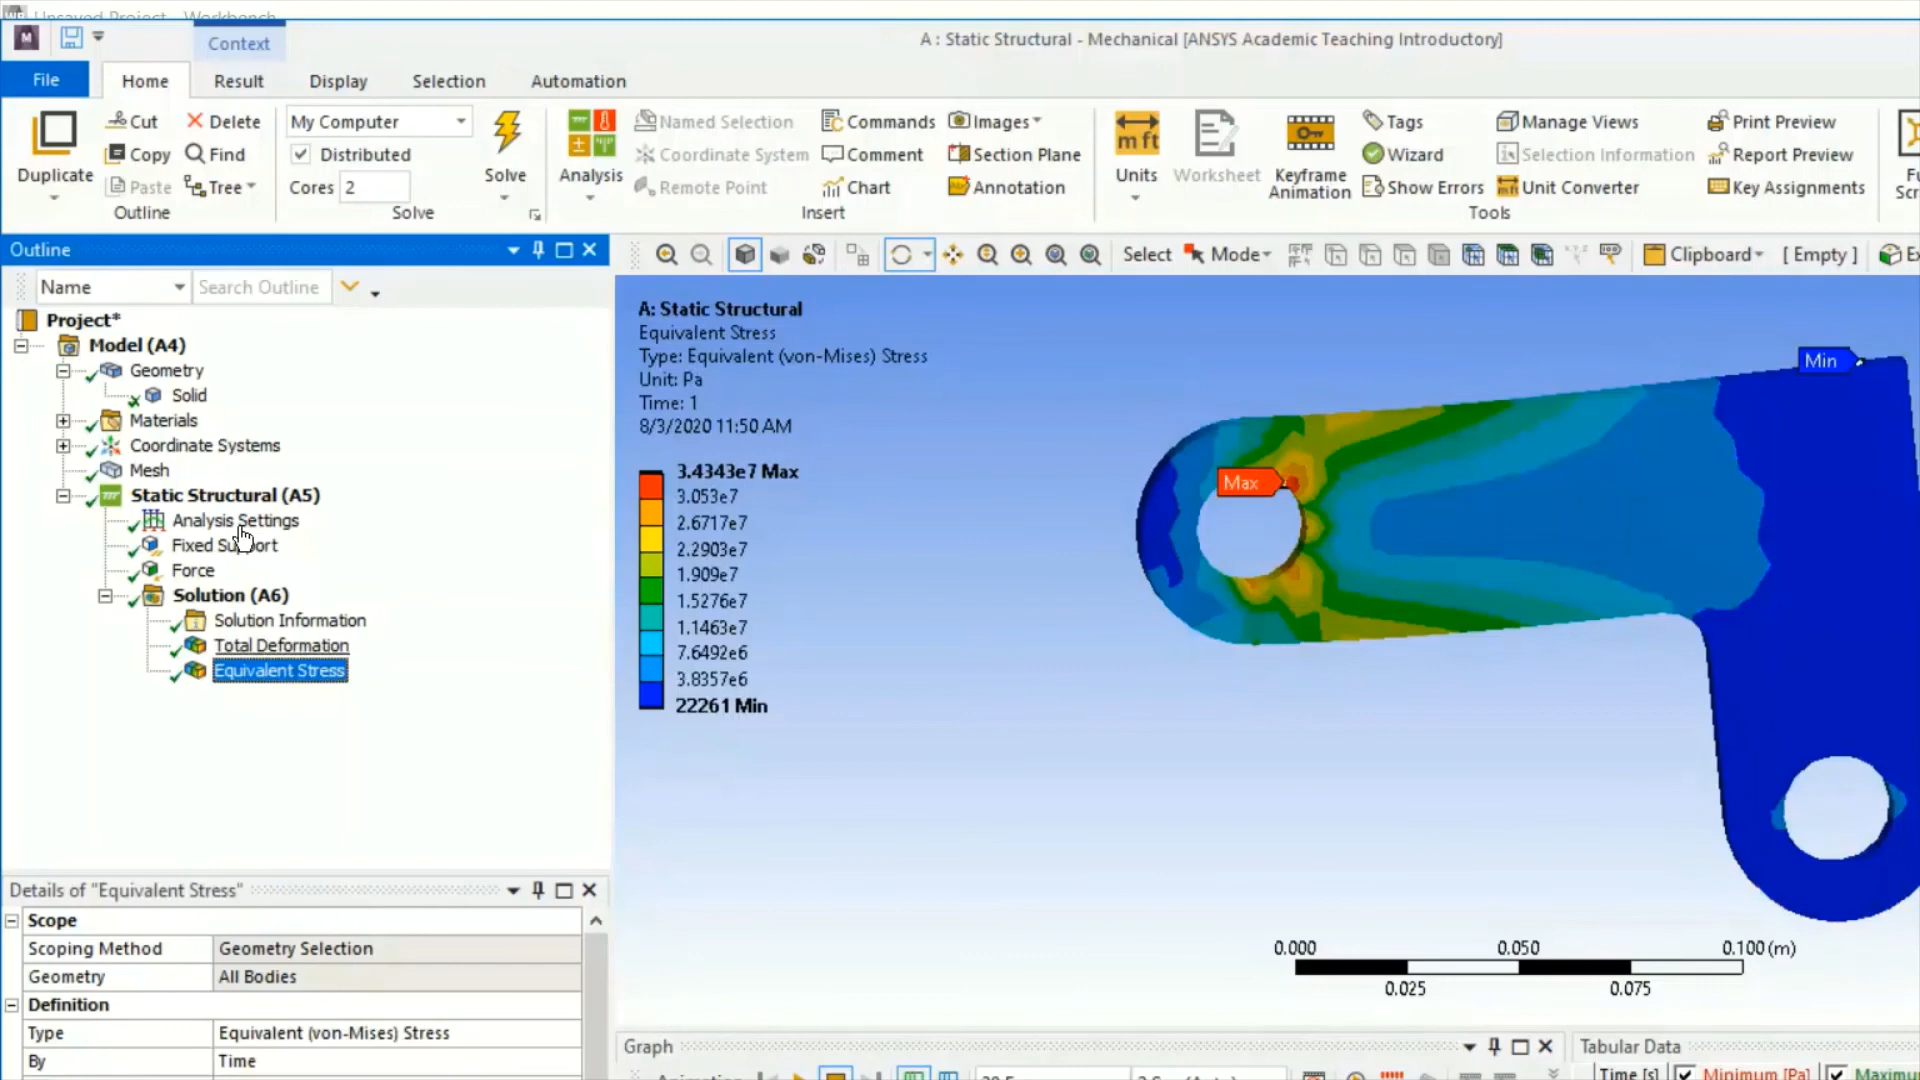 Unsaved Project - Workbench
Context
A : Static Structural - Mechanical [ANSYS Academic Teaching Introductory]
File Home Result Display Selection Automation
Duplicate
Cut
Copy
Paste
Delete
Find
Tree
Outline
My Computer
Distributed
Cores 2
Solve
Solve
Analysis
Named Selection
Coordinate System
Remote Point
Commands
Comment
Chart
Images
Section Plane
Annotation
Insert
Units
Worksheet
Keyframe
Animation
Tags
Wizard
Show Errors
Manage Views
Selection Information
Unit Converter
Print Preview
Report Preview
Key Assignments
Tools
Outline
Name
Search Outline
Select Mode Clipboard [ Empty ]
Project*
Model (A4)
Geometry
Solid
Materials
Coordinate Systems
Mesh
Static Structural (A5)
Analysis Settings
Fixed Support
Force
Solution (A6)
Solution Information
Total Deformation
Equivalent Stress
A: Static Structural
Equivalent Stress
Type: Equivalent (von-Mises) Stress
Unit: Pa
Time: 1
8/3/2020 11:50 AM
3.4343e7 Max
3.053e7
2.6717e7
2.2903e7
1.909e7
1.5276e7
1.1463e7
7.6492e6
3.8357e6
22261 Min
Max
Min
0.000 0.050 0.100 (m)
0.025 0.075
Details of "Equivalent Stress"
Scope
Scoping Method Geometry Selection
Geometry All Bodies
Definition
Type Equivalent (von-Mises) Stress
By Time
Graph
Tabular Data
Animation
Time [s] Minimum [Pa]